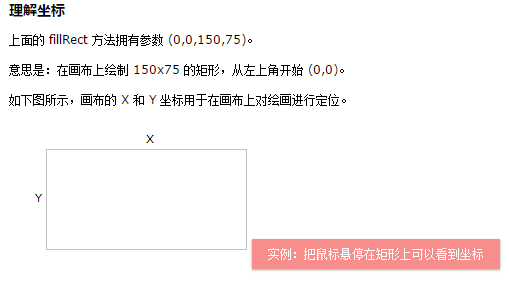 理解坐标
上面的 fillRect 方法拥有参数 (0,0,150,75)。
意思是：在画布上绘制 150x75 的矩形，从左上角开始 (0,0)。
如下图所示，画布的 X 和 Y 坐标用于在画布上对绘画进行定位。
X
Y
实例：把鼠标悬停在矩形上可以看到坐标